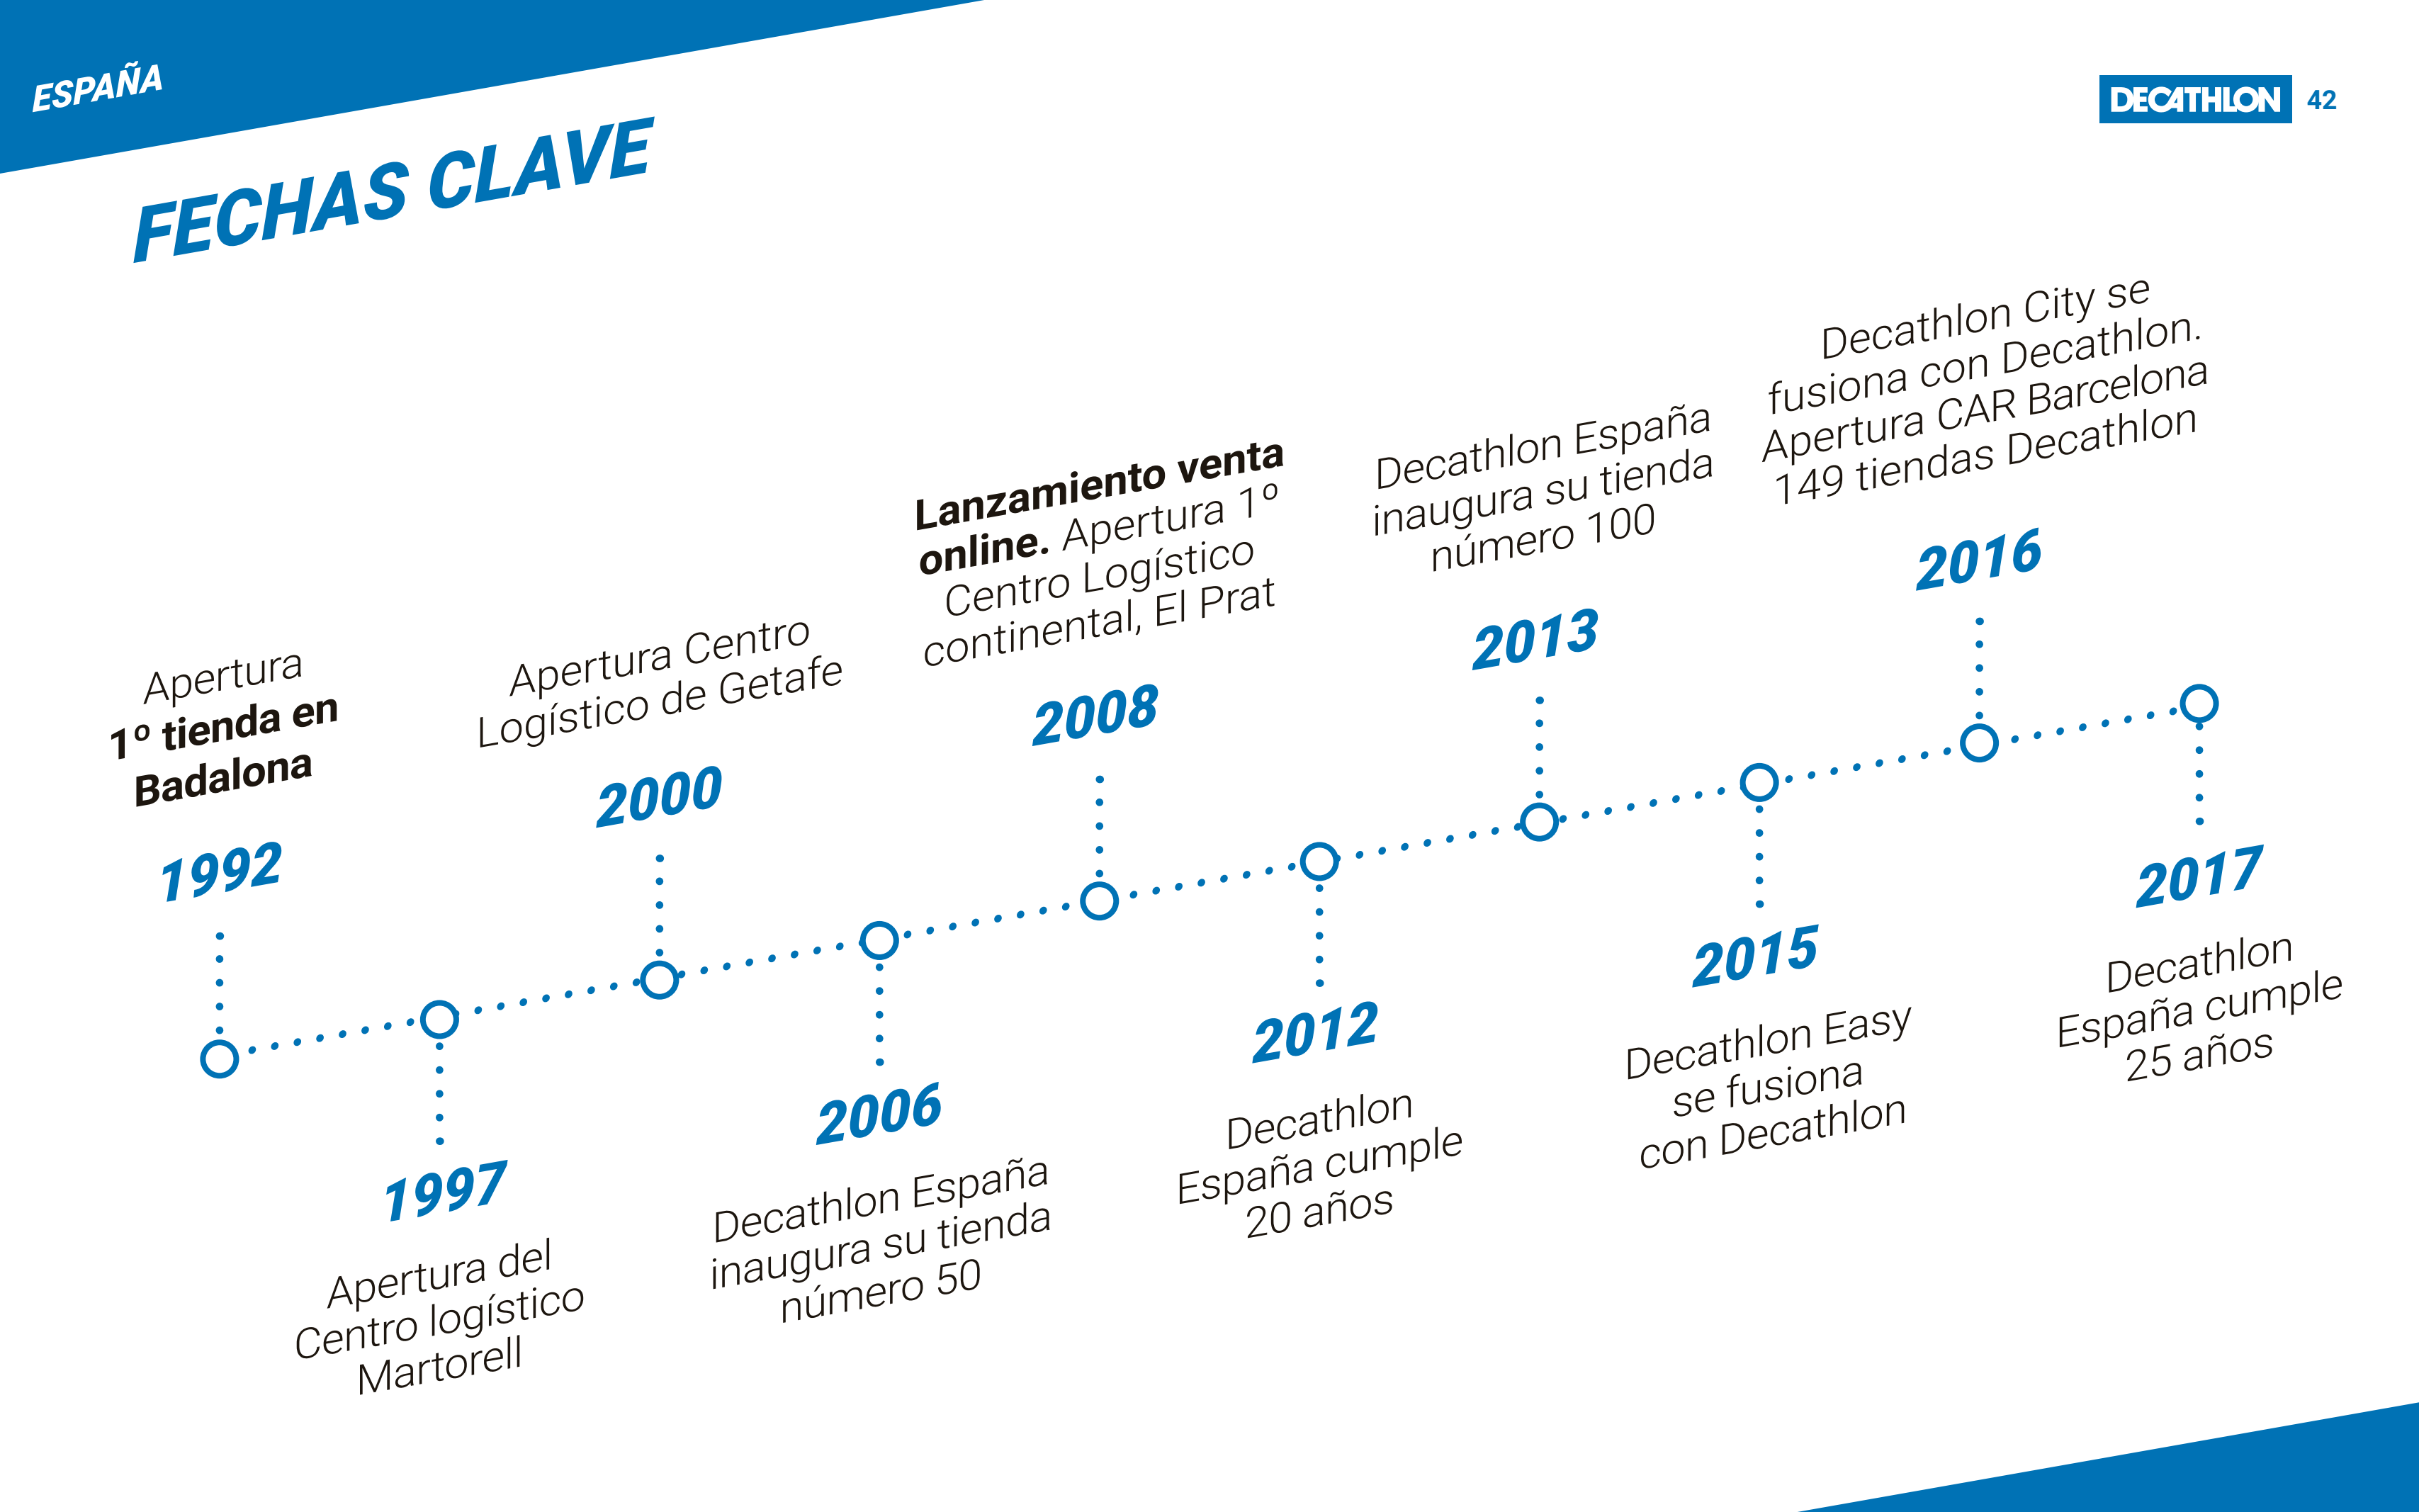 ESPAÑA
DECATHLON 42
FECHAS CLAVE
Apertura
1º tienda en
Badalona
1992
1997
Apertura del
Centro logístico
Martorell
Apertura Centro
Logístico de Getafe
2000
2006
Decathlon España
inaugura su tienda
número 50
Lanzamiento venta
online. Apertura 1º
Centro Logístico
continental, El Prat
2008
2012
Decathlon
España cumple
20 años
Decathlon España
inaugura su tienda
número 100
2013
2015
Decathlon Easy
se fusiona
con Decathlon
Decathlon City se
fusiona con Decathlon.
Apertura CAR Barcelona
149 tiendas Decathlon
2016
2017
Decathlon
España cumple
25 años